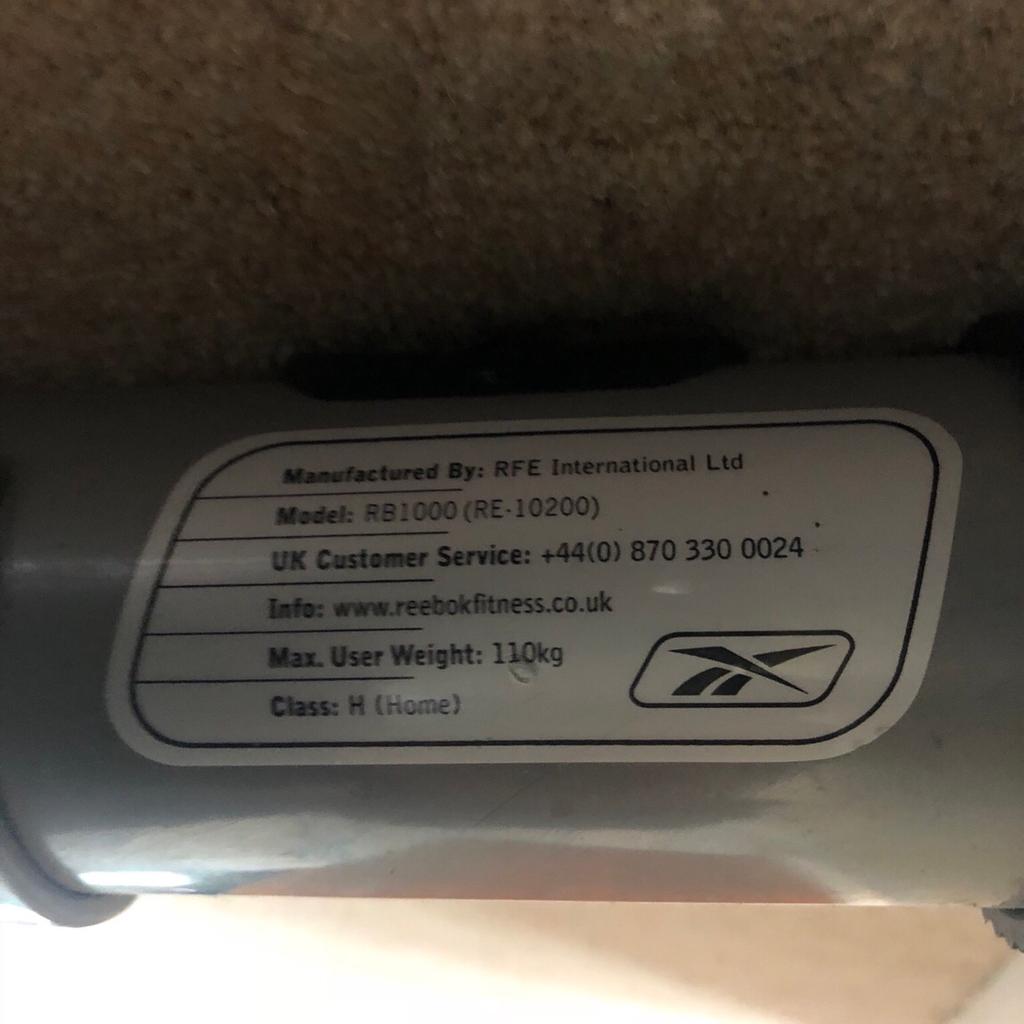 Manufactured By: RFE International Ltd
Model: RB1000 (RE-10200)
UK Customer Service: +44(0) 870 330 0024
Info: www.reebokfitness.co.uk
Max. User Weight: 110kg
Class: H (Home)